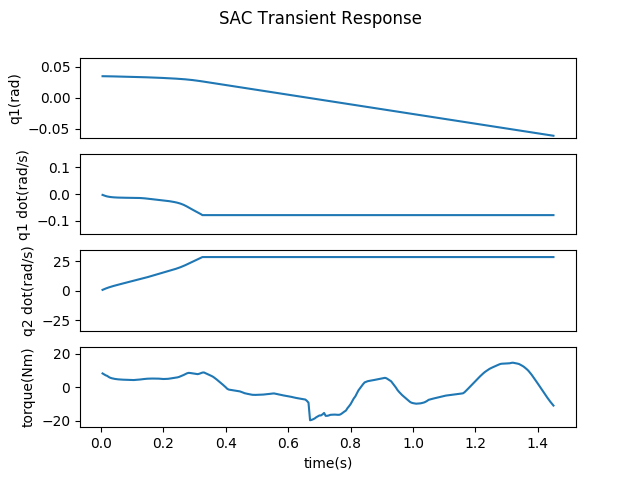 SAC Transient Response
0.05
0.00
−0.05
q1(rad)
0.1
0.0
−0.1
q1 dot(rad/s)
25
0
−25
q2 dot(rad/s)
20
0
−20
torque(Nm)
0.0 0.2 0.4 0.6 0.8 1.0 1.2 1.4
time(s)